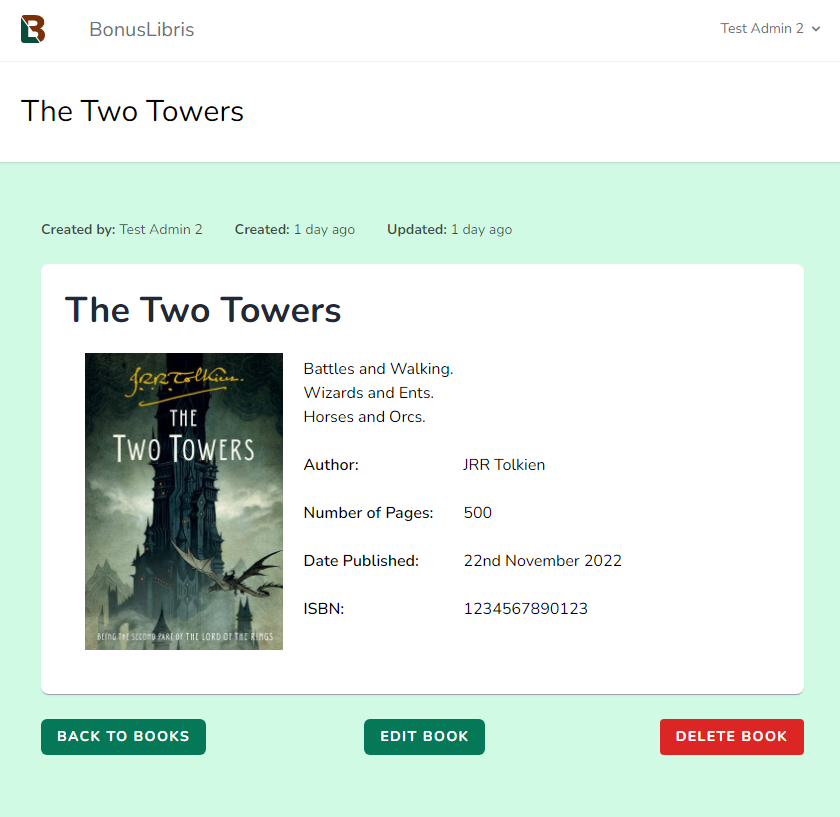 BonusLibris
Test Admin 2
The Two Towers
Created by: Test Admin 2 Created: 1 day ago Updated: 1 day ago
The Two Towers
JRR Tolkien.
THE
TWO TOWERS
BEING THE SECOND PART OF THE LORD OF THE RINGS
Battles and Walking.
Wizards and Ents.
Horses and Orcs.
Author: JRR Tolkien
Number of Pages: 500
Date Published: 22nd November 2022
ISBN: 1234567890123
BACK TO BOOKS EDIT BOOK DELETE BOOK